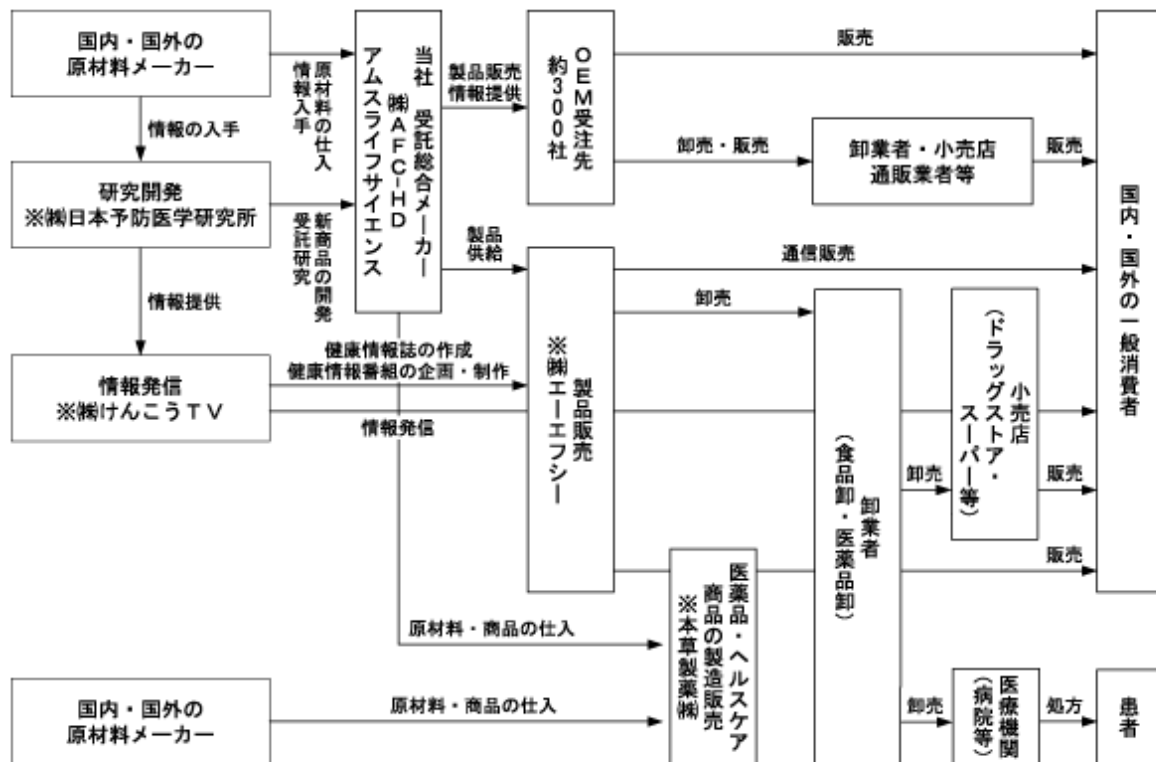 国内・国外の
原材料メーカー
原材料の仕入
情報入手
情報の入手
研究開発
※㈱日本予防医学研究所
新商品の開発
受託研究
情報提供
情報発信
※㈱けんこうTV
当社 受託総合メーカー
㈱AFC-HD
アムスライフサイエンス
製品販売
情報提供
OEM受注先
約300社
販売
卸売・販売
卸業者・小売店
通販業者等
販売
国内・国外の一般消費者
製品
供給
製品販売
※㈱エーエフシー
通信販売
卸売
健康情報誌の作成
健康情報番組の企画・制作
情報発信
卸業者
(食品卸・医薬品卸)
卸売
小売店
(ドラッグストア・
スーパー等)
販売
販売
原材料・商品の仕入
医薬品・ヘルスケア
商品の製造販売
※本草製薬㈱
国内・国外の
原材料メーカー
原材料・商品の仕入
卸売
医療機関
(病院等)
処方
患者